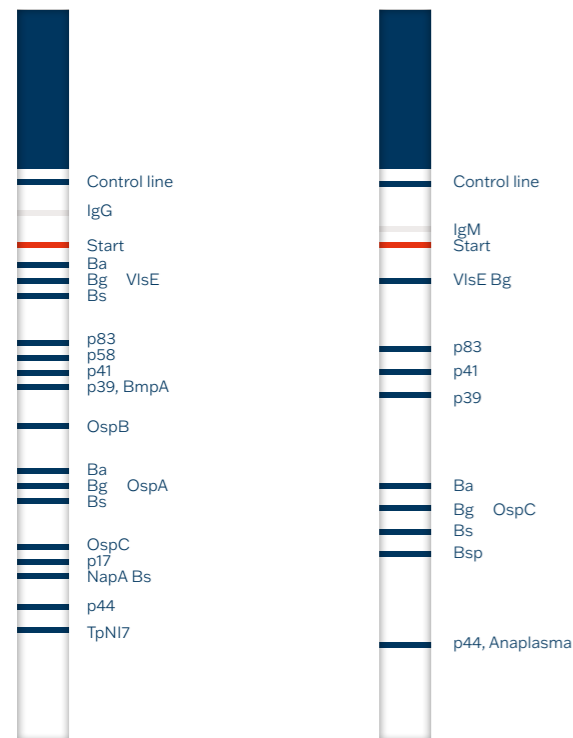 Control line
IgG
Start
Ba
Bg VlsE
Bs
p83
p58
p41
p39, BmpA
OspB
Ba
Bg OspA
Bs
OspC
p17
NapA Bs
p44
TpNI7
Control line
IgM
Start
VlsE Bg
p83
p41
p39
Ba
Bg OspC
Bs
Bsp
p44, Anaplasma